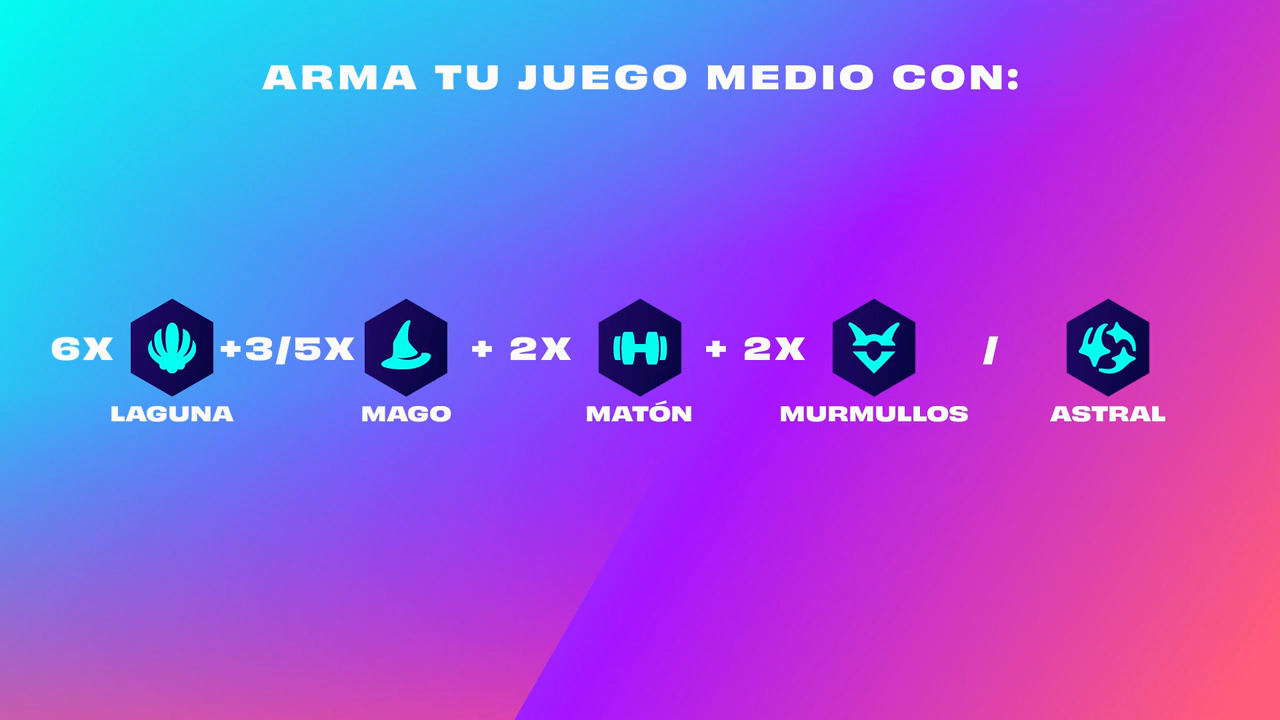 ARMA TU JUEGO MEDIO CON:
6X +3/5X + 2X + 2X /
LAGUNA MAGO MATÓN MURMULLOS ASTRAL